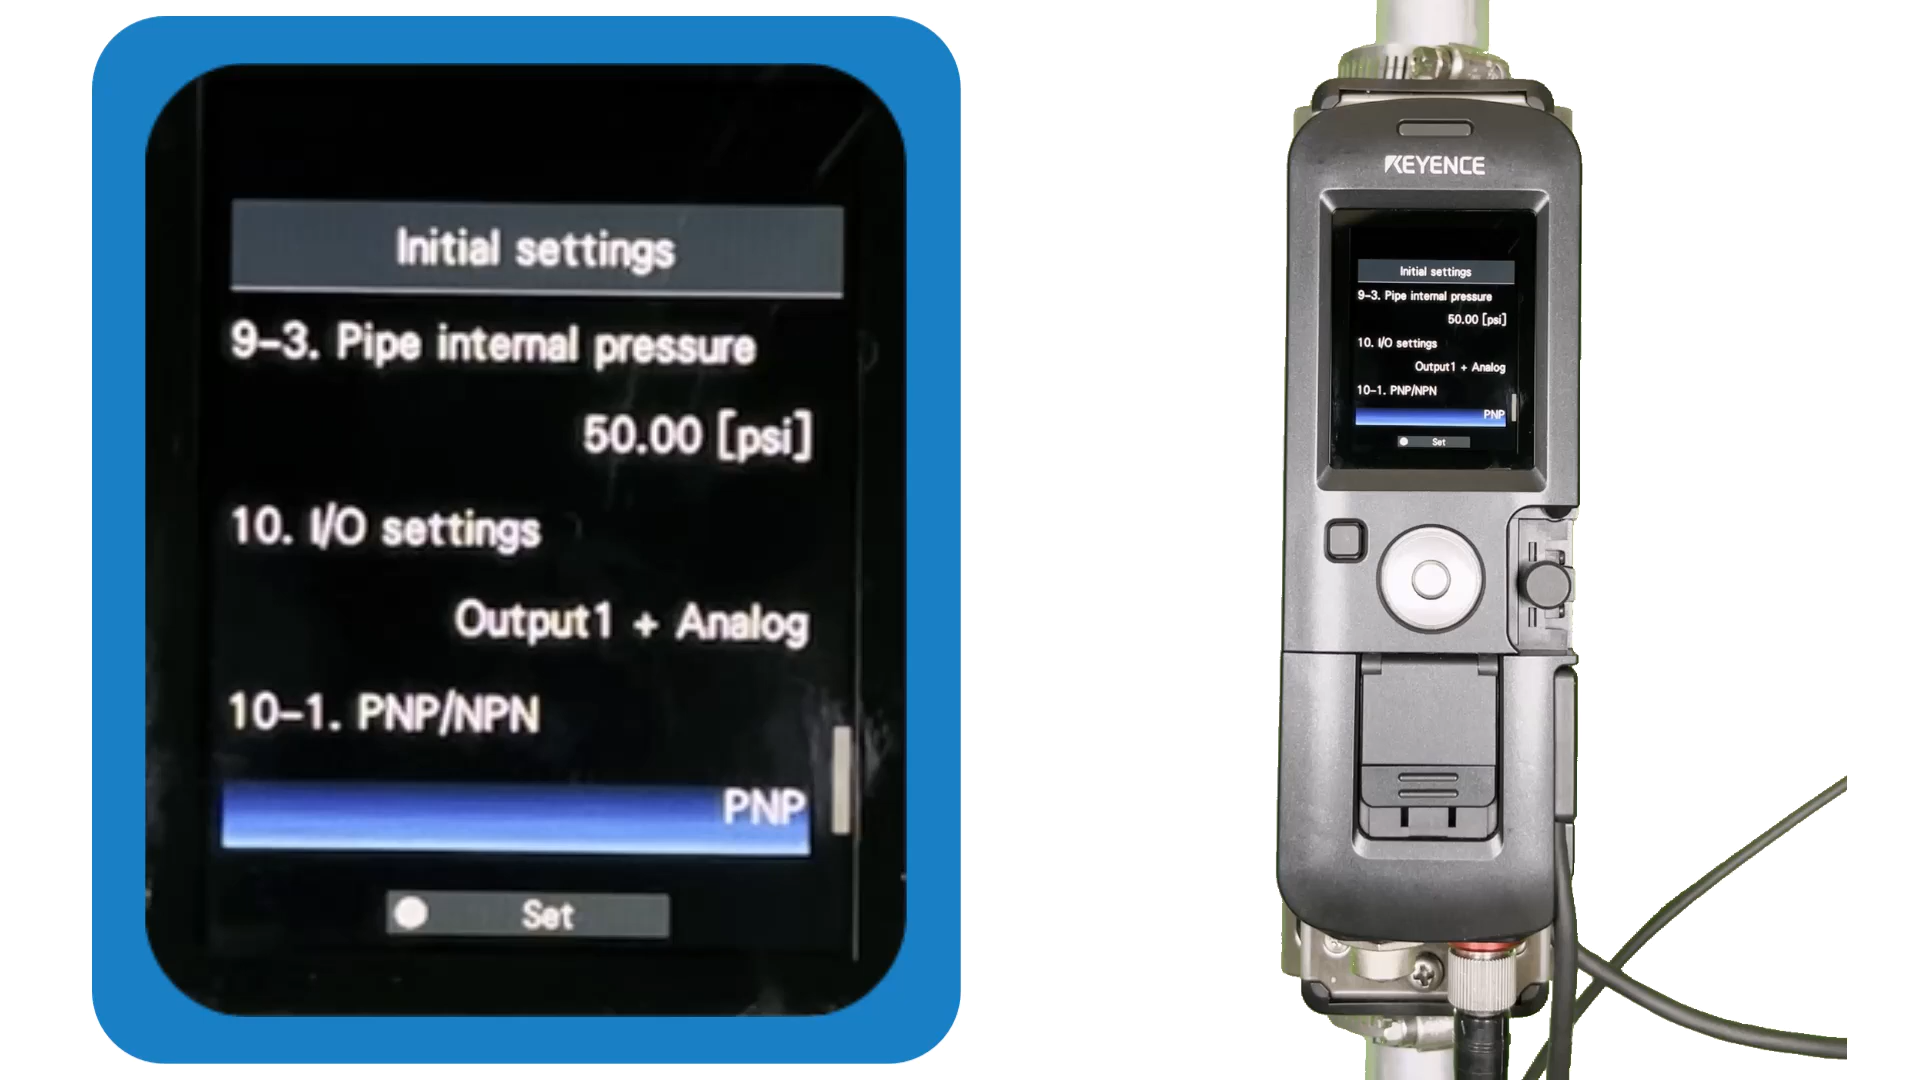 Initial settings
9-3. Pipe internal pressure
50.00 [psi]
10. I/O settings
Output1 + Analog
10-1. PNP/NPN
PNP
Set
KEYENCE
Initial settings
9-3. Pipe internal pressure
50.00 [psi]
10. I/O settings
Output1 + Analog
10-1. PNP/NPN
PNP
Set